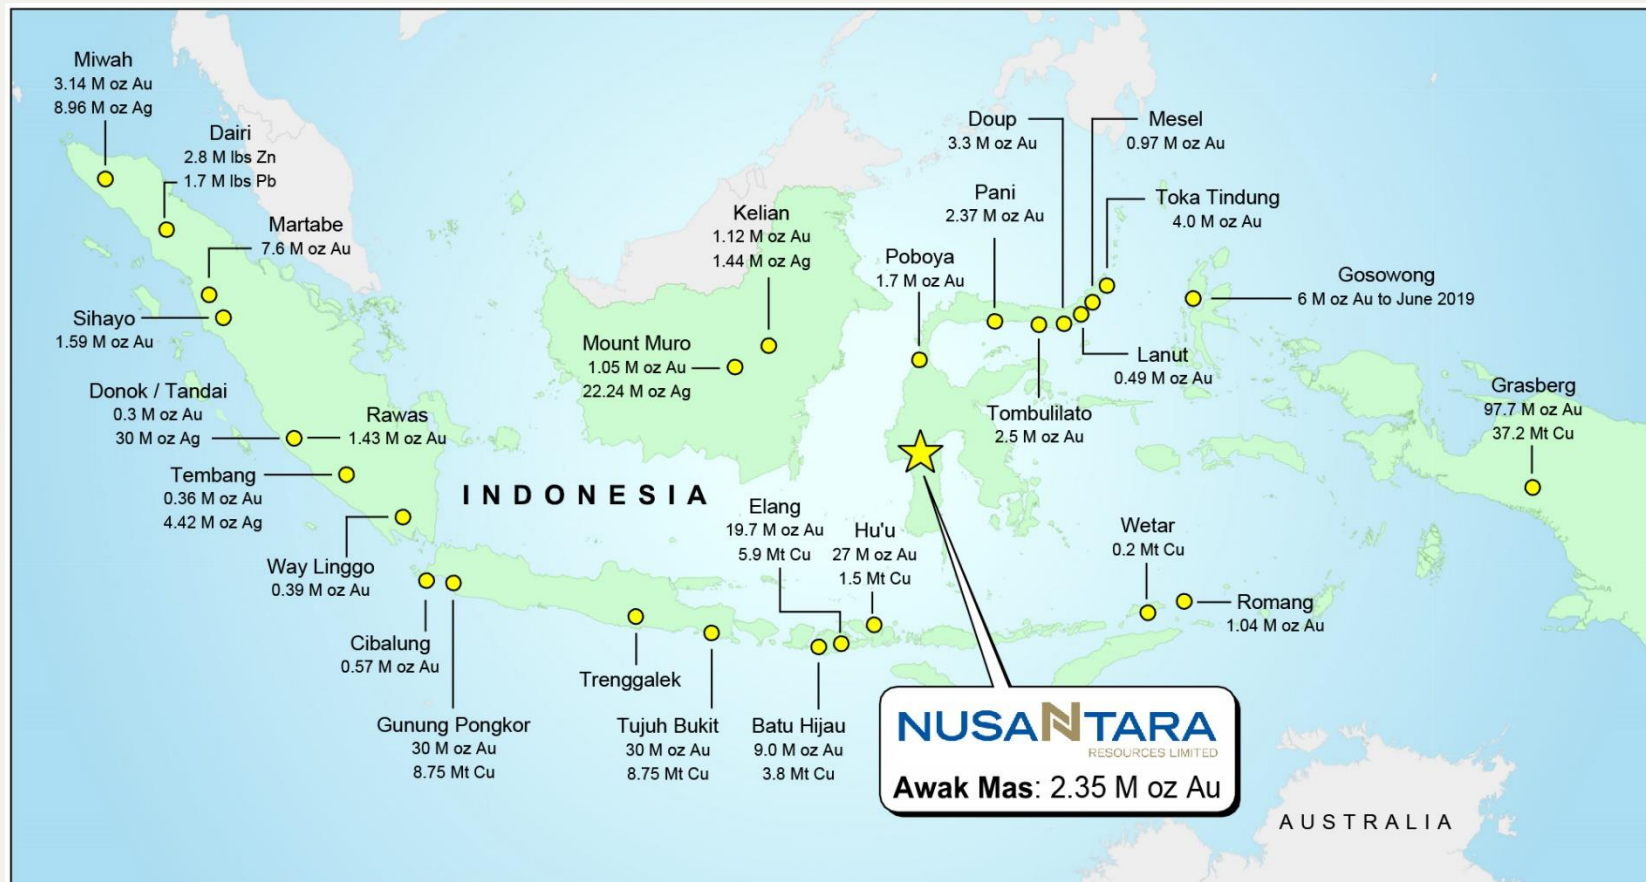 Miwah
3.14 M oz Au
8.96 M oz Ag
Dairi
2.8 M lbs Zn
1.7 M lbs Pb
Martabe
7.6 M oz Au
Sihayo
1.59 M oz Au
Donok / Tandai
0.3 M oz Au
30 M oz Ag
Rawas
1.43 M oz Au
Tembang
0.36 M oz Au
4.42 M oz Ag
Way Linggo
0.39 M oz Au
Cibalung
0.57 M oz Au
Gunung Pongkor
30 M oz Au
8.75 Mt Cu
Trenggalek
Tujuh Bukit
30 M oz Au
8.75 Mt Cu
Batu Hijau
9.0 M oz Au
3.8 Mt Cu
Elang
19.7 M oz Au
5.9 Mt Cu
Hu'u
27 M oz Au
1.5 Mt Cu
INDONESIA
Kelian
1.12 M oz Au
1.44 M oz Ag
Mount Muro
1.05 M oz Au
22.24 M oz Ag
Poboya
1.7 M oz Au
Pani
2.37 M oz Au
Doup
3.3 M oz Au
Mesel
0.97 M oz Au
Toka Tindung
4.0 M oz Au
Lanut
0.49 M oz Au
Tombulilato
2.5 M oz Au
Gosowong
6 M oz Au to June 2019
Grasberg
97.7 M oz Au
37.2 Mt Cu
Wetar
0.2 Mt Cu
Romang
1.04 M oz Au
NUSANTARA
RESOURCES LIMITED
Awak Mas: 2.35 M oz Au
AUSTRALIA